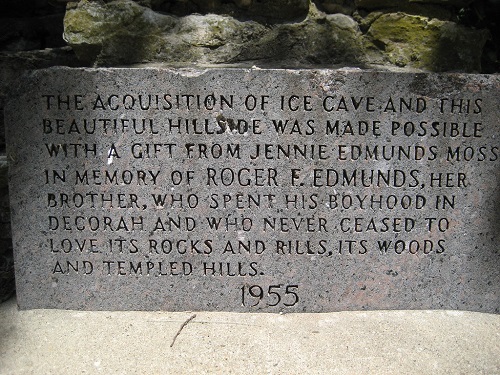 THE ACQUISITION OF ICE CAVE AND THIS
BEAUTIFUL HILLSIDE WAS MADE POSSIBLE
WITH A GIFT FROM JENNIE EDMUNDS MOSS
IN MEMORY OF ROGER F. EDMUNDS, HER
BROTHER, WHO SPENT HIS BOYHOOD IN
DECORAH AND WHO NEVER CEASED TO
LOVE ITS ROCKS AND RILLS, ITS WOODS
AND TEMPLED HILLS.
1955